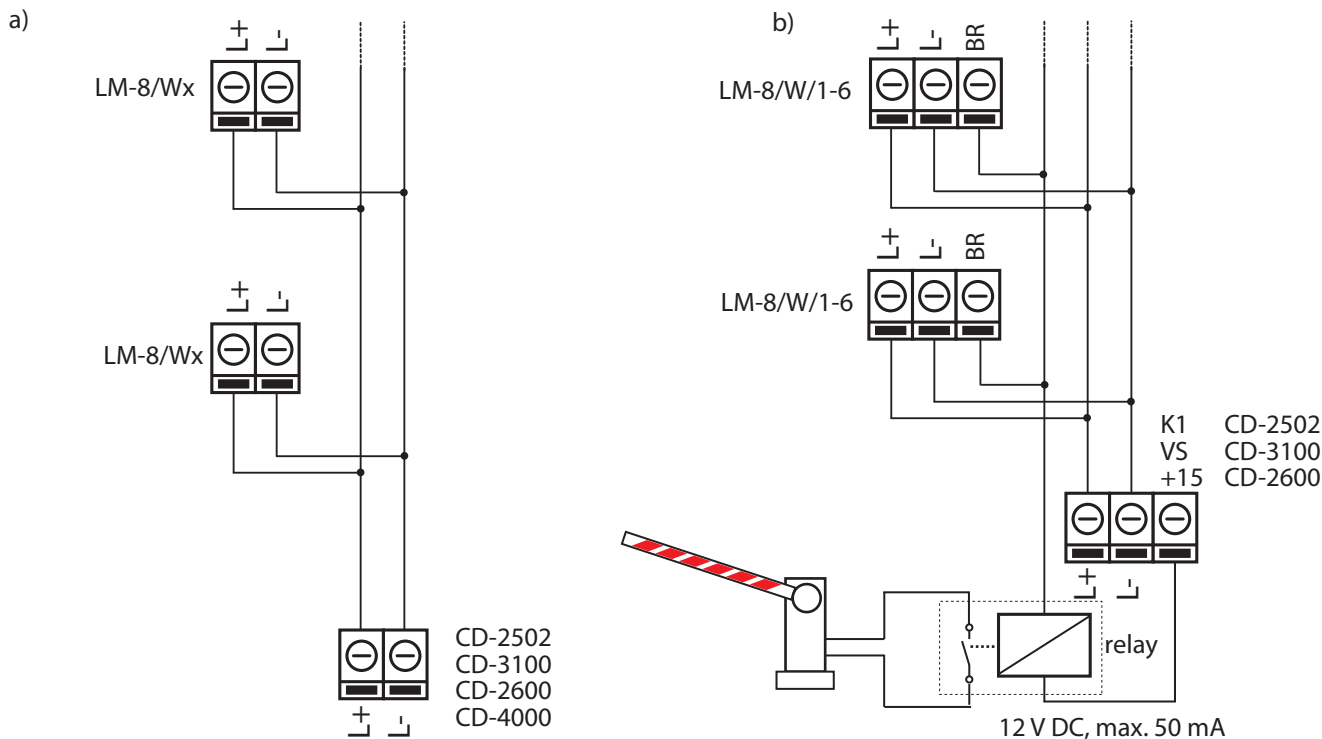 a)
L+ L-
LM-8/Wx
L+ L-
LM-8/Wx
CD-2502
CD-3100
CD-2600
CD-4000
L+ L-
b)
L+ L- BR
LM-8/W/1-6
L+ L- BR
LM-8/W/1-6
K1 CD-2502
VS CD-3100
+15 CD-2600
L+ L-
relay
12 V DC, max. 50 mA